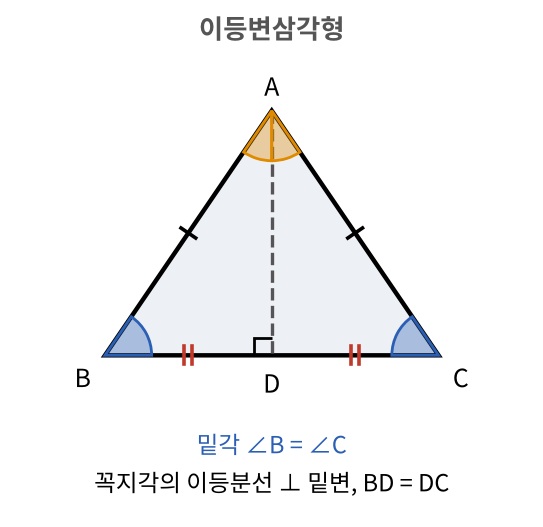 이등변삼각형
A
B
D
C
밑각 ∠B = ∠C
꼭지각의 이등분선 ⊥ 밑변, BD = DC